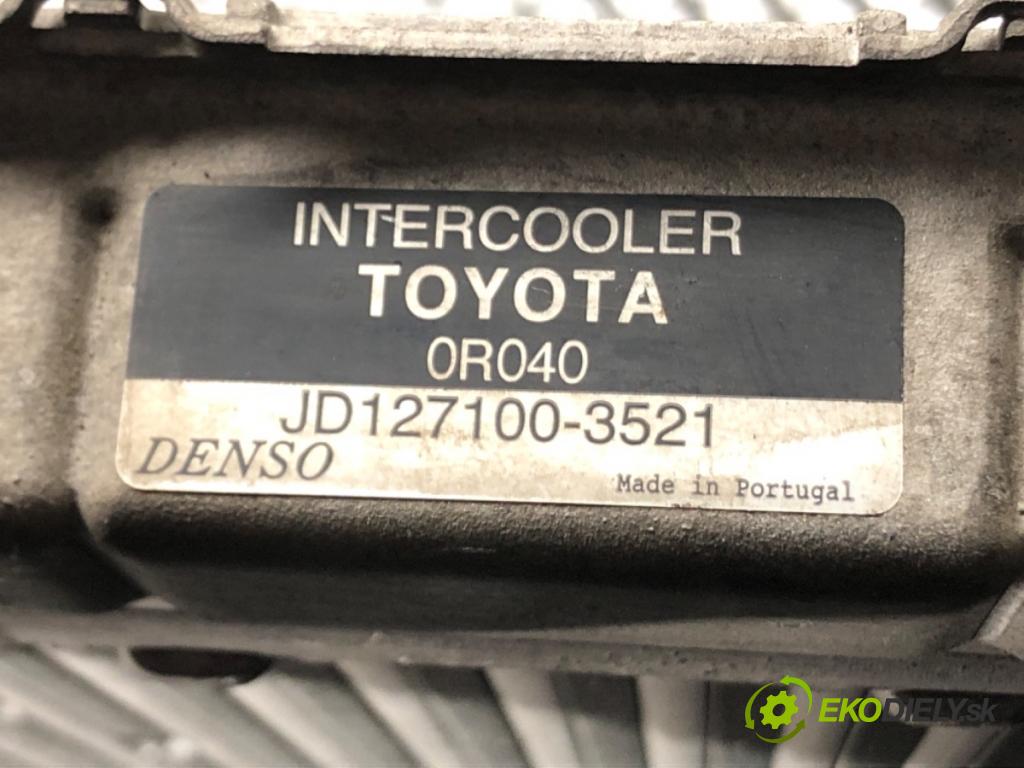 INTERCOOLER
TOYOTA
0R040
JD127100-3521
DENSO
Made in Portugal
EKODIELY.sk